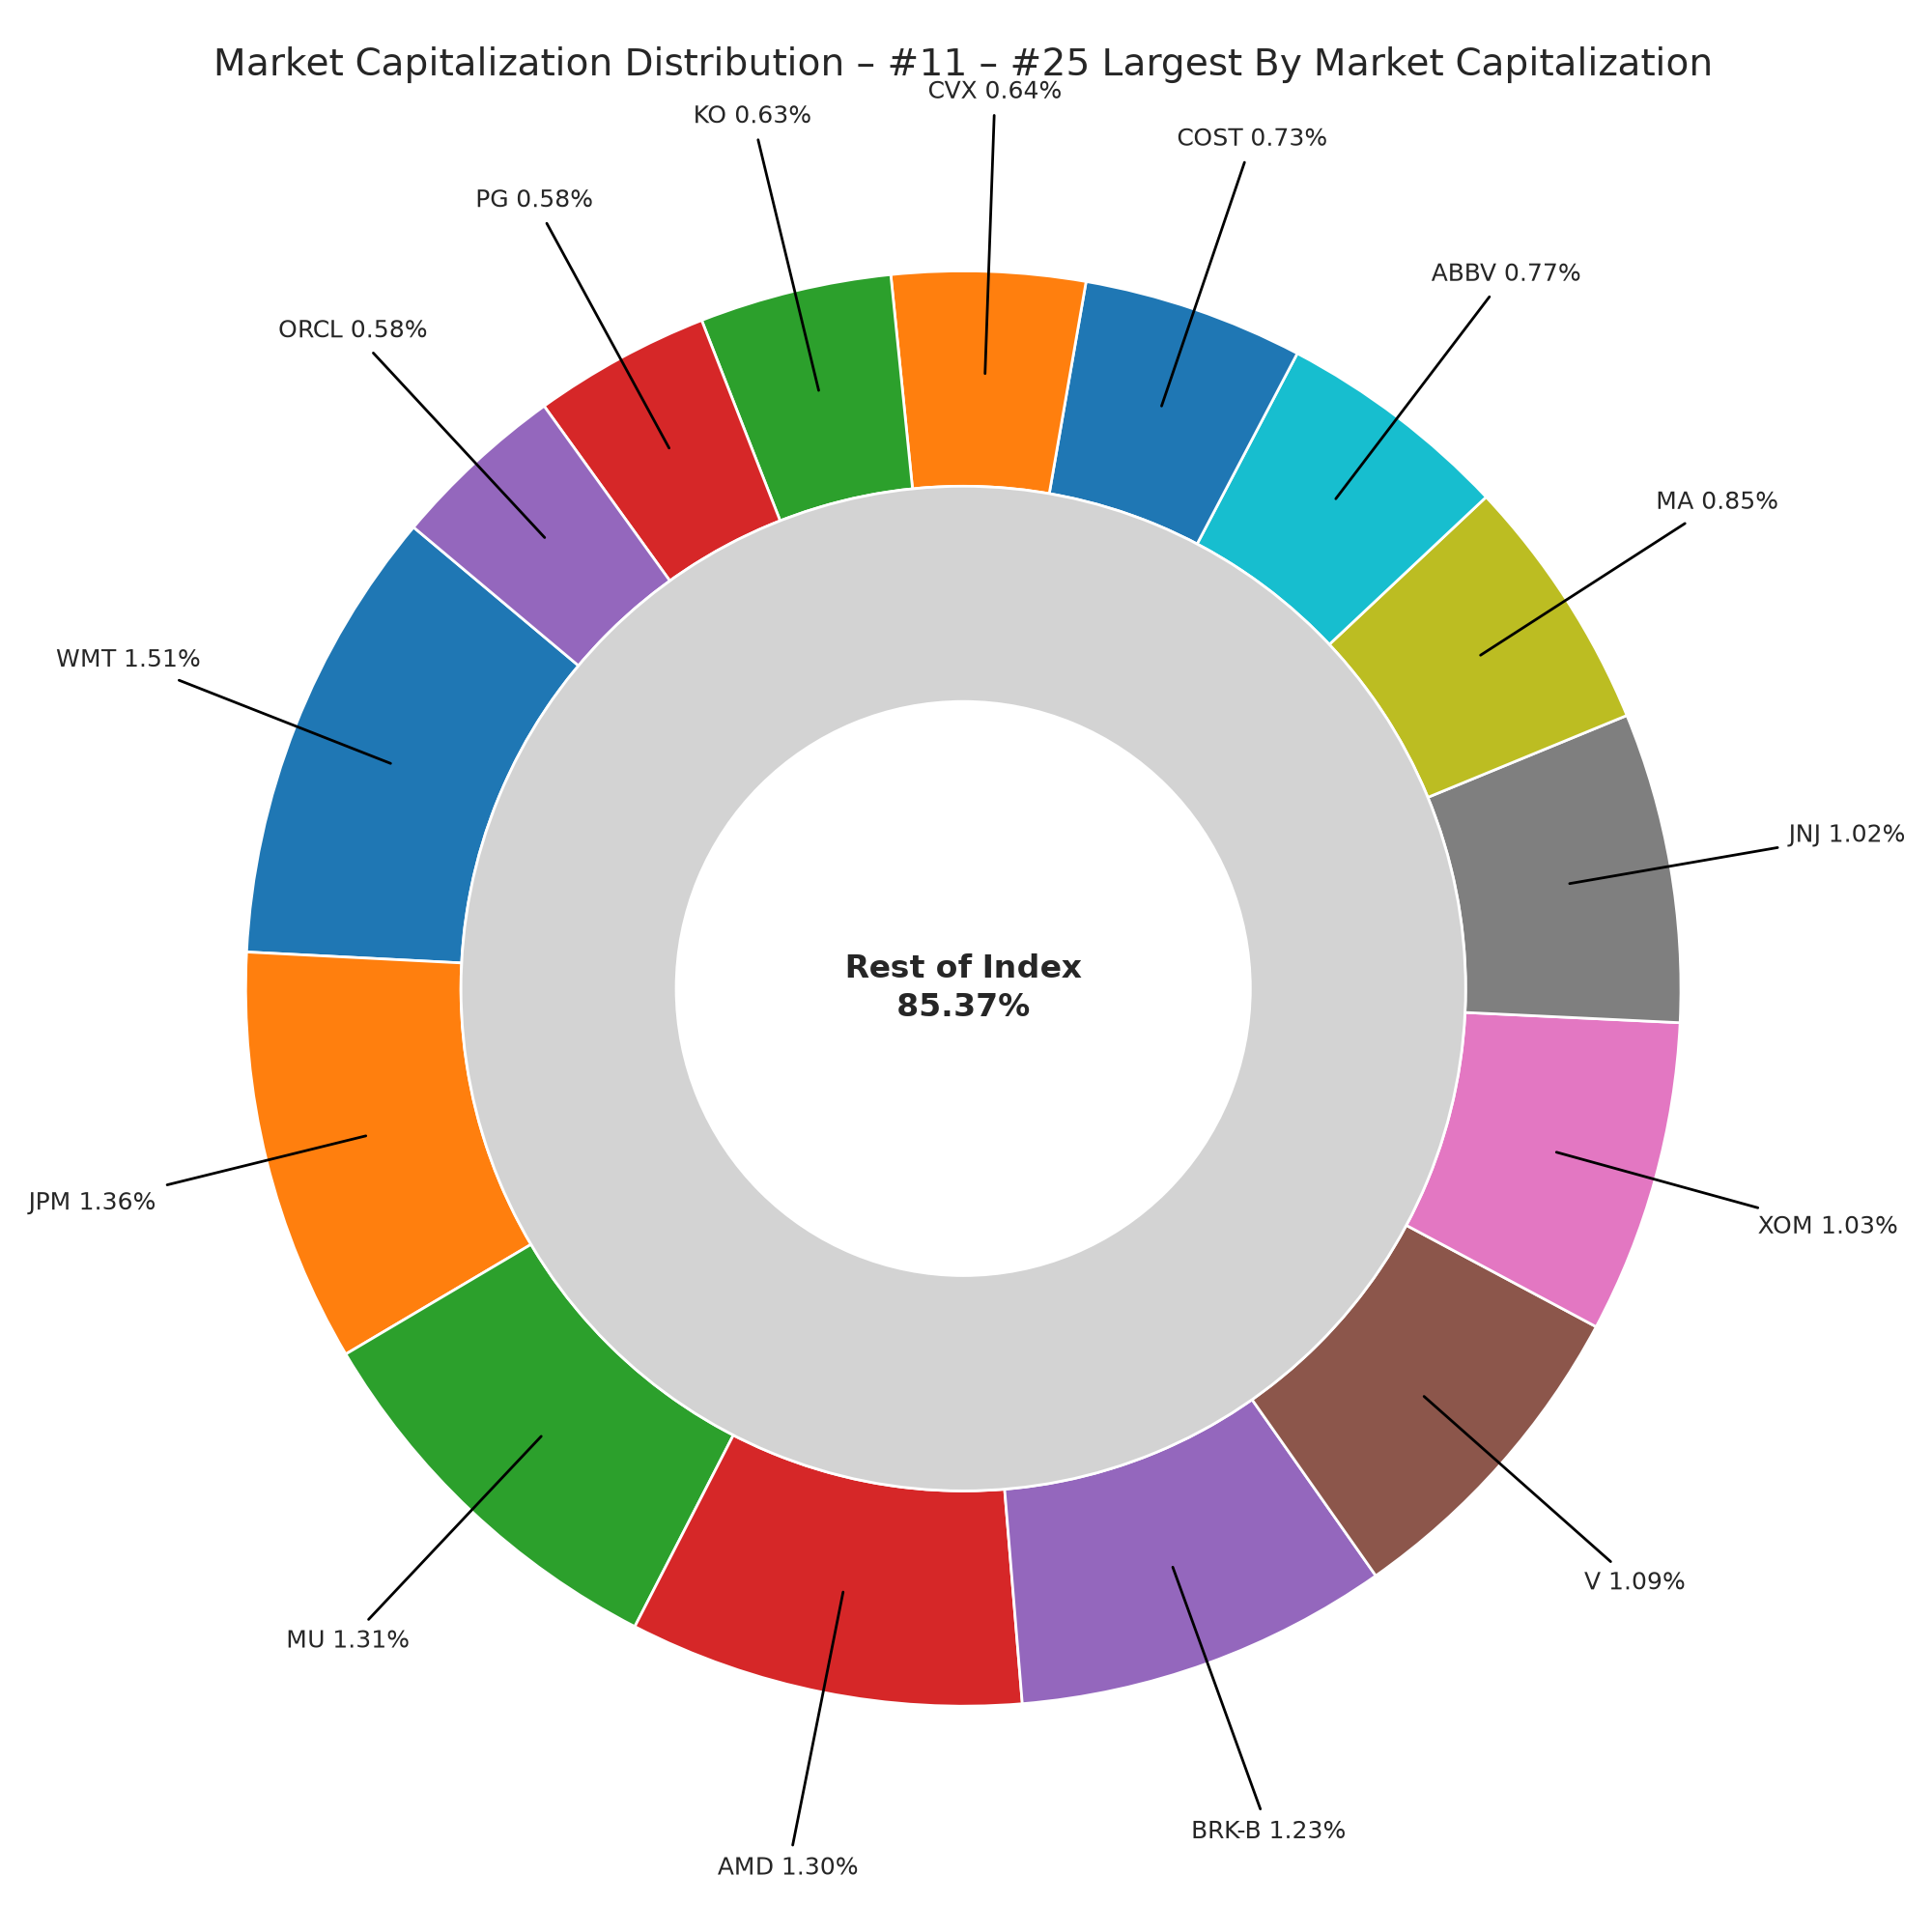 Market Capitalization Distribution – #11 – #25 Largest By Market Capitalization
CVX 0.64%
KO 0.63%
COST 0.73%
PG 0.58%
ABBV 0.77%
ORCL 0.58%
MA 0.85%
WMT 1.51%
JNJ 1.02%
Rest of Index
85.37%
JPM 1.36%
XOM 1.03%
V 1.09%
MU 1.31%
BRK-B 1.23%
AMD 1.30%